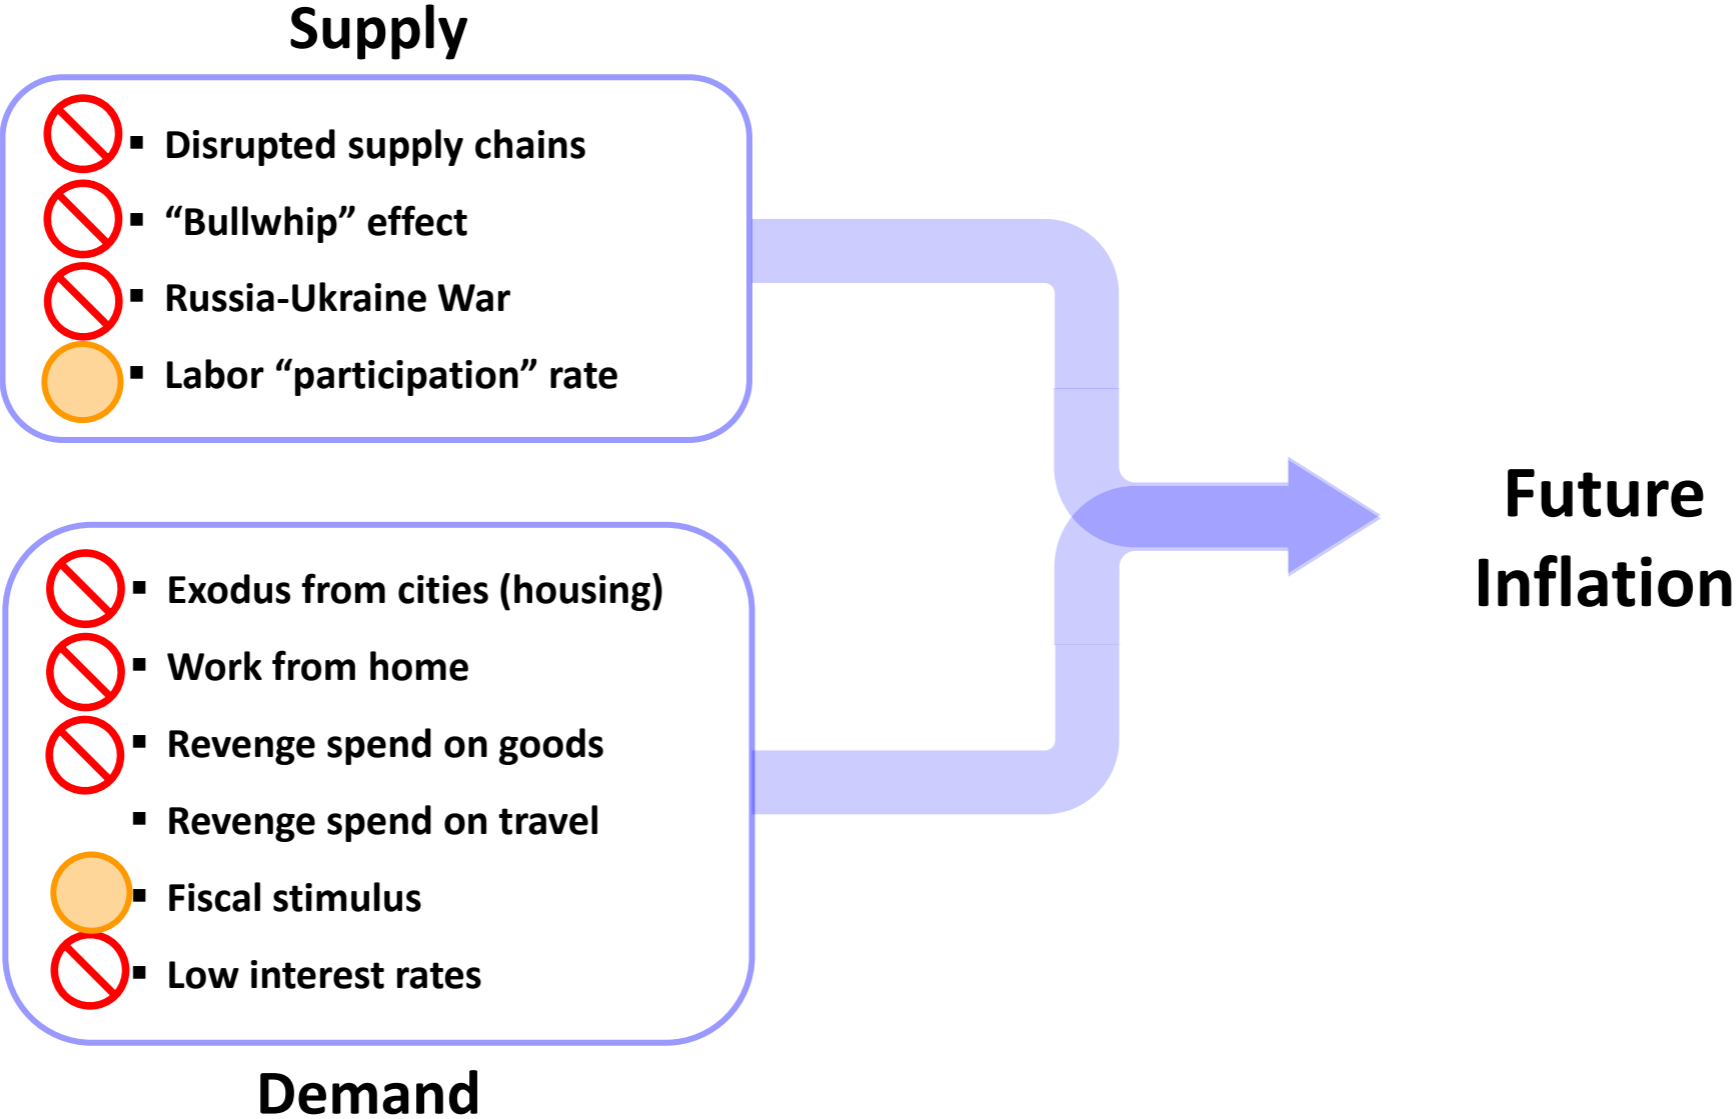 Supply
▪ Disrupted supply chains
▪ “Bullwhip” effect
▪ Russia-Ukraine War
▪ Labor “participation” rate
Future
Inflation
▪ Exodus from cities (housing)
▪ Work from home
▪ Revenge spend on goods
▪ Revenge spend on travel
▪ Fiscal stimulus
▪ Low interest rates
Demand